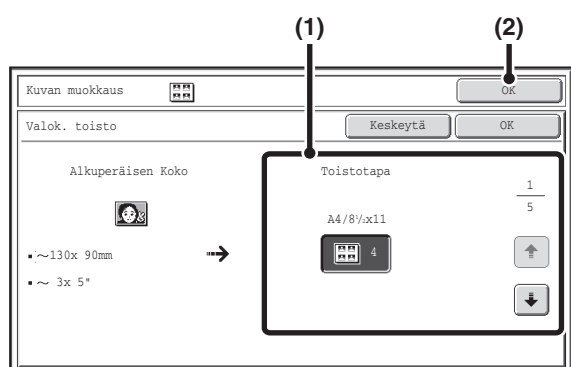 (1) (2)
Kuvan muokkaus OK
Valok. toisto Keskeytä OK
Alkuperäisen Koko Toistotapa
1
5
A4/8½x11
4
▪ ~130x 90mm
▪ ~ 3x 5"